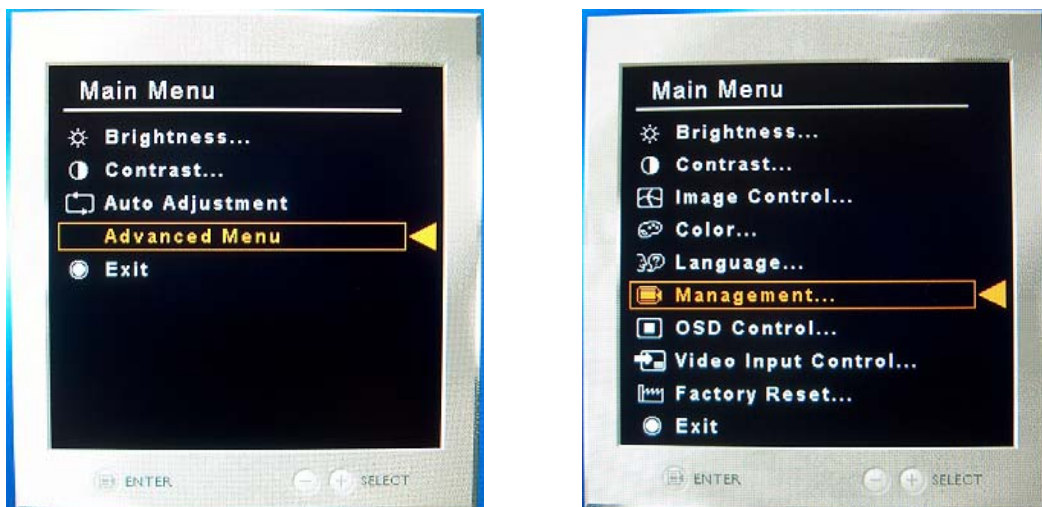 Main Menu
Brightness...
Contrast...
Auto Adjustment
Advanced Menu
Exit
ENTER
SELECT
Main Menu
Brightness...
Contrast...
Image Control...
Color...
Language...
Management...
OSD Control...
Video Input Control...
Factory Reset...
Exit
ENTER
SELECT